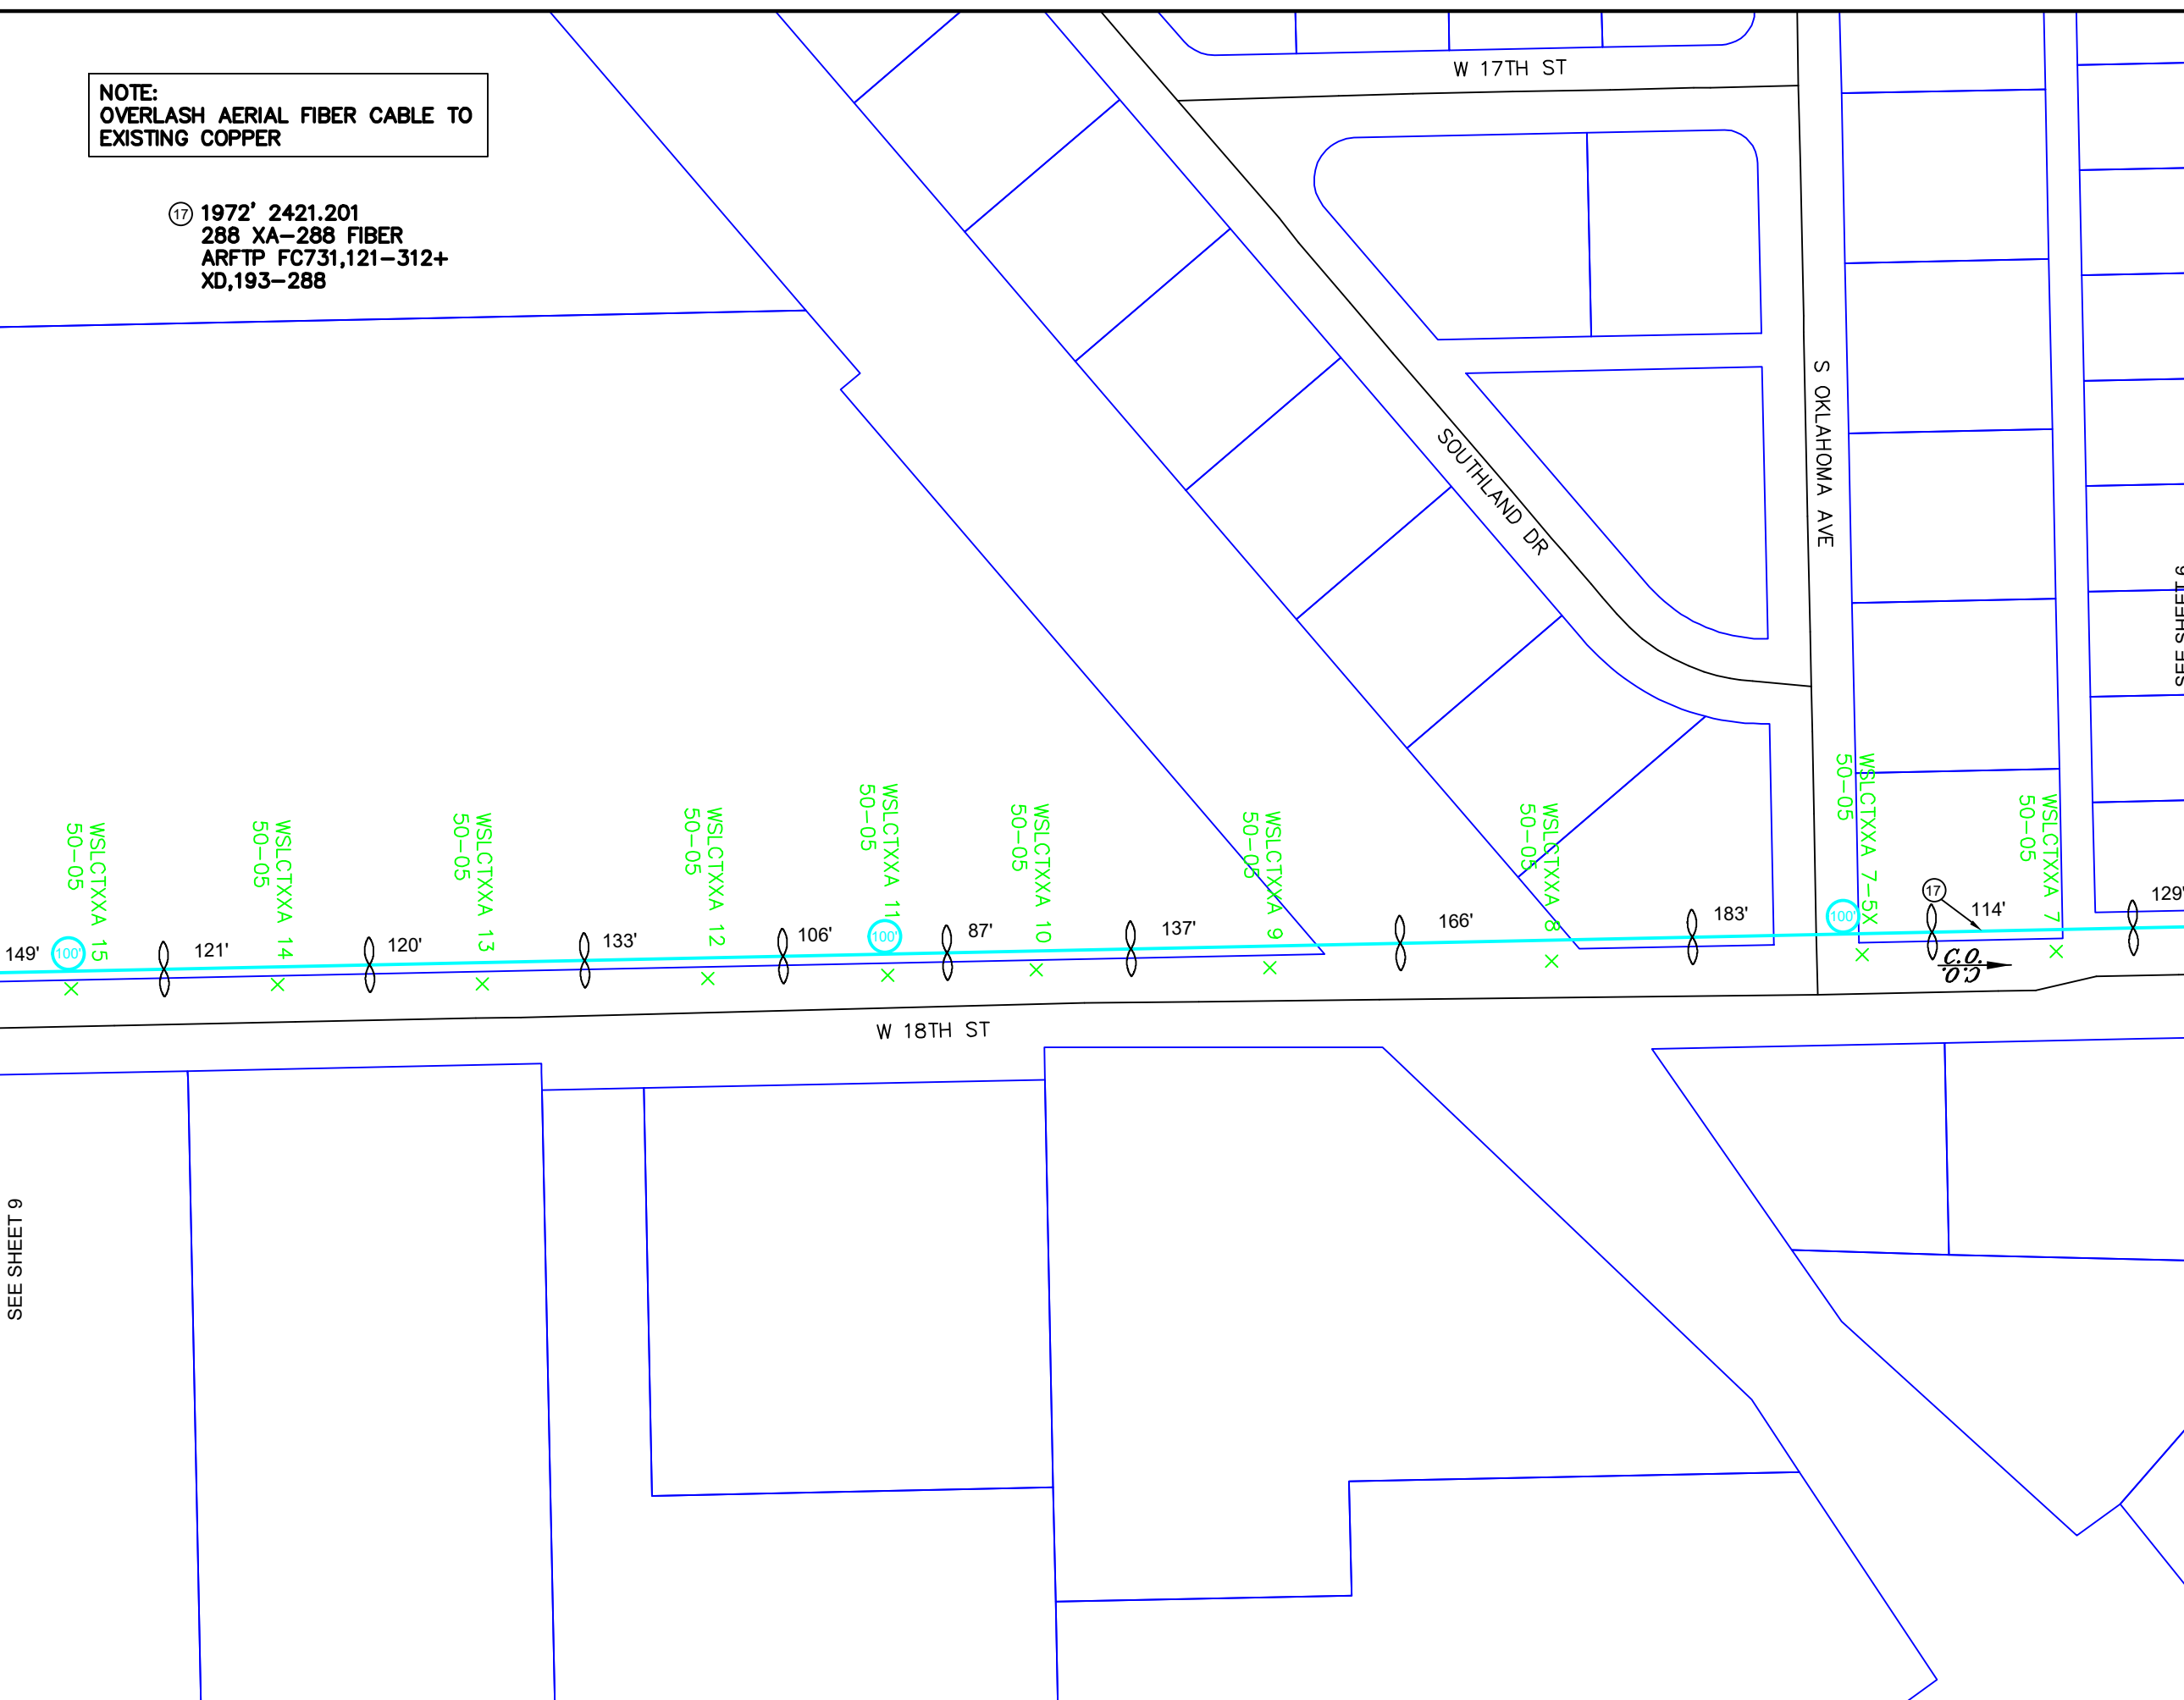 NOTE:
OVERLASH AERIAL FIBER CABLE TO
EXISTING COPPER
17
1972' 2421.201
288 XA-288 FIBER
ARFTP FC731,121-312+
XD,193-288
W 17TH ST
S OKLAHOMA AVE
SOUTHLAND DR
SEE SHEET 6
WSLCTXXA 15
50-05
WSLCTXXA 14
50-05
WSLCTXXA 13
50-05
WSLCTXXA 12
50-05
WSLCTXXA 11
50-05
WSLCTXXA 10
50-05
WSLCTXXA 9
50-05
WSLCTXXA 8
50-05
WSLCTXXA 7-5X
50-05
WSLCTXXA 7
50-05
149'
100'
121'
120'
133'
106'
100'
87'
137'
166'
183'
100'
17
114'
129'
C.O.
C.O.
W 18TH ST
SEE SHEET 9